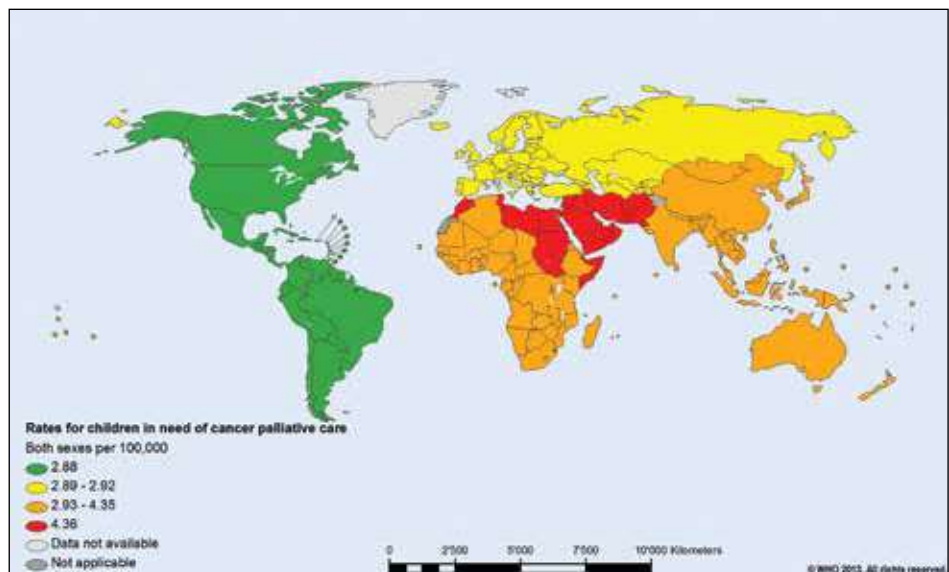 Rates for children in need of cancer palliative care
Both sexes per 100,000
2.88
2.89 - 2.92
2.93 - 4.35
4.36
Data not available
Not applicable
0 2'500 5'000 7'500 10'000 Kilometers
© WHO 2013. All rights reserved